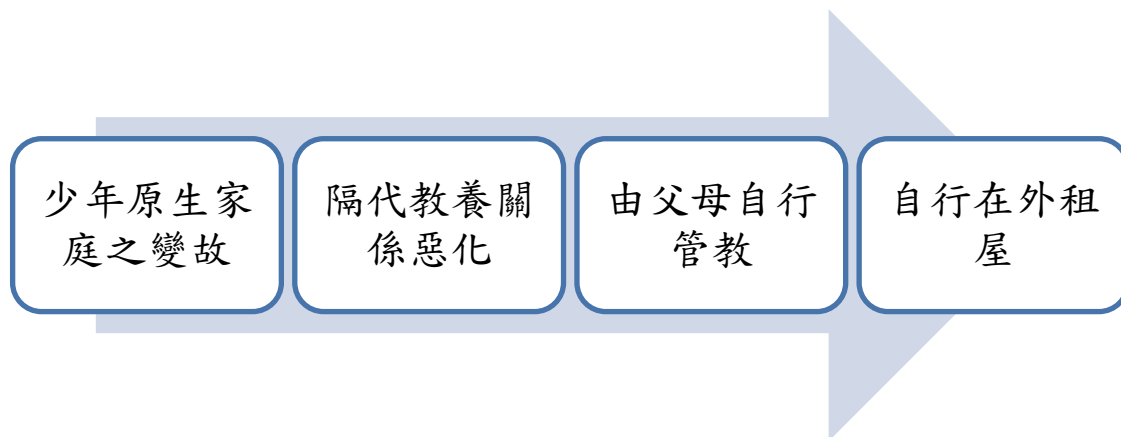 少年原生家
庭之變故
隔代教養關
係惡化
由父母自行
管教
自行在外租
屋